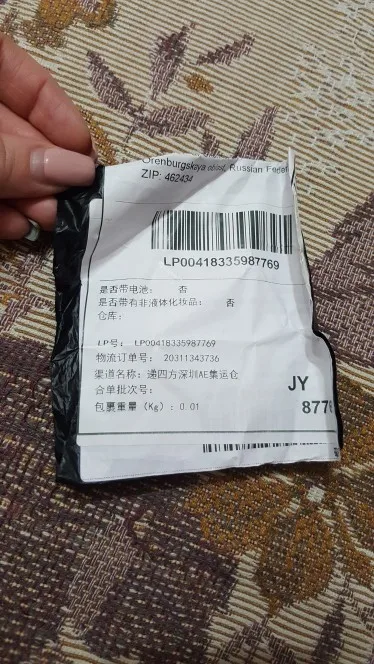 Orenburgskaya oblast, Russian Feder
ZIP: 462434
LP00418335987769
是否带电池： 否
是否带有非液体化妆品： 否
仓库：
LP号： LP00418335987769
物流订单号： 20311343736
渠道名称：递四方深圳AE集运仓
合单批次号：
包裹重量（Kg）：0.01
JY
8776